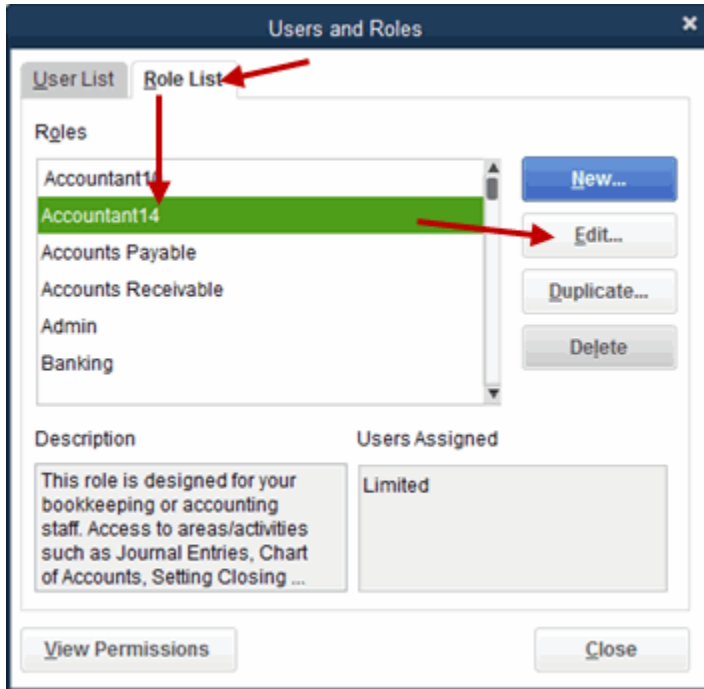 Users and Roles
User List
Role List
Roles
New...
Accountant14
Edit...
Accounts Payable
Accounts Receivable
Duplicate...
Admin
Delete
Banking
Description
Users Assigned
This role is designed for your
bookkeeping or accounting
staff. Access to areas/activities
such as Journal Entries, Chart
of Accounts, Setting Closing ...
Limited
View Permissions
Close